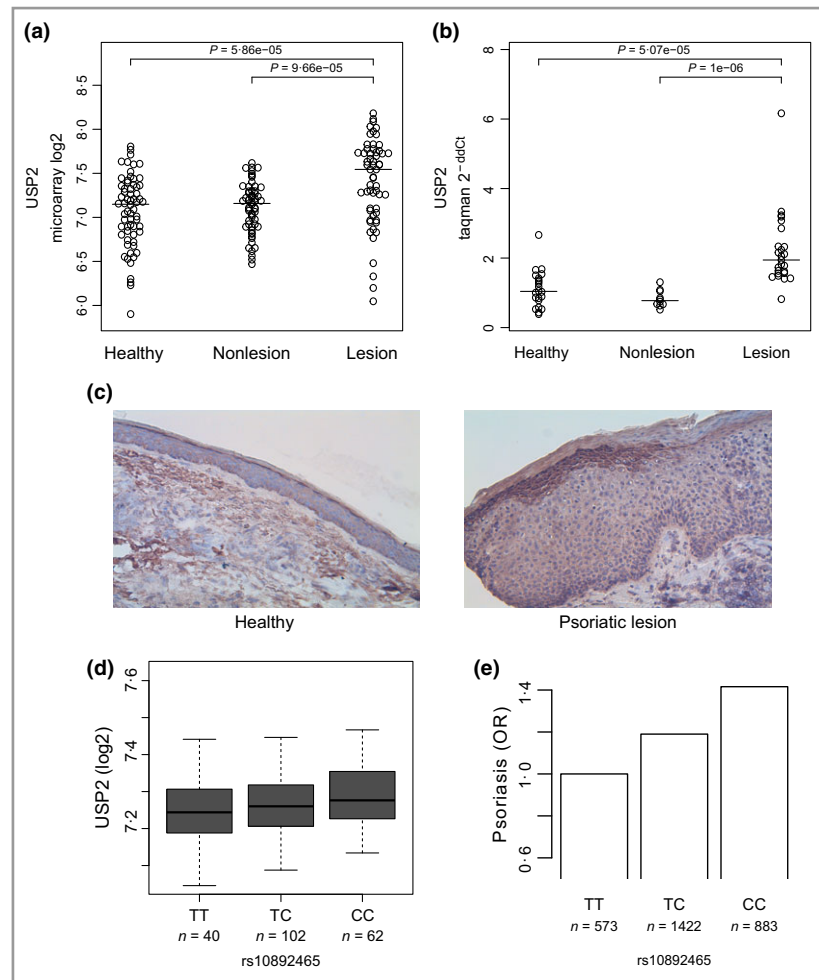 (a)
P = 5·86e−05
P = 9·66e−05
USP2
microarray log2
8·5
8·0
7·5
7·0
6·5
6·0
Healthy Nonlesion Lesion
(b)
P = 5·07e−05
P = 1e−06
USP2
taqman 2^−ddCt
8
6
4
2
0
Healthy Nonlesion Lesion
(c)
Healthy Psoriatic lesion
(d)
USP2 (log2)
7·6
7·4
7·2
TT TC CC
n = 40 n = 102 n = 62
rs10892465
(e)
Psoriasis (OR)
1·4
1·0
0·6
TT TC CC
n = 573 n = 1422 n = 883
rs10892465